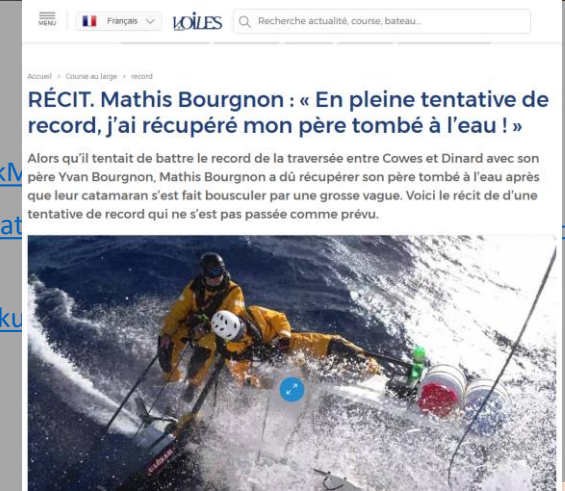 MENU Français VOILES Recherche actualité, course, bateau...
Accueil > Course au large > record
RÉCIT. Mathis Bourgnon : « En pleine tentative de
record, j’ai récupéré mon père tombé à l’eau ! »
Alors qu’il tentait de battre le record de la traversée entre Cowes et Dinard avec son
père Yvan Bourgnon, Mathis Bourgnon a dû récupérer son père tombé à l’eau après
que leur catamaran s’est fait bousculer par une grosse vague. Voici le récit de d’une
tentative de record qui ne s’est pas passée comme prévu.
kM
at
ku